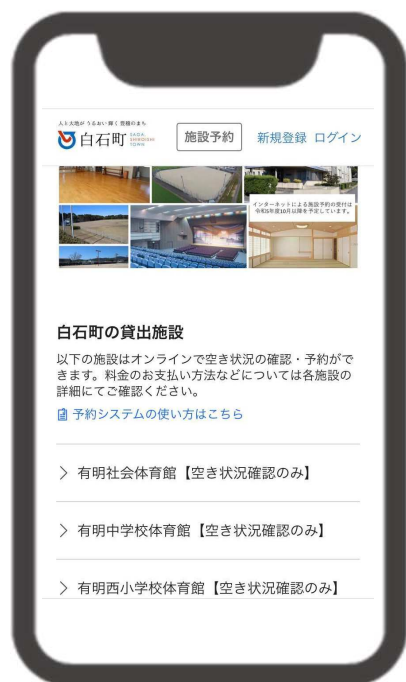 人と大地が うるおい輝く 豊穣のまち
白石町 SAGA SHIROISHI TOWN
施設予約
新規登録 ログイン
インターネットによる施設予約の受付は
令和5年度10月以降を予定しています。
白石町の貸出施設
以下の施設はオンラインで空き状況の確認・予約がで
きます。料金のお支払い方法などについては各施設の
詳細にてご確認ください。
予約システムの使い方はこちら
有明社会体育館【空き状況確認のみ】
有明中学校体育館【空き状況確認のみ】
有明西小学校体育館【空き状況確認のみ】